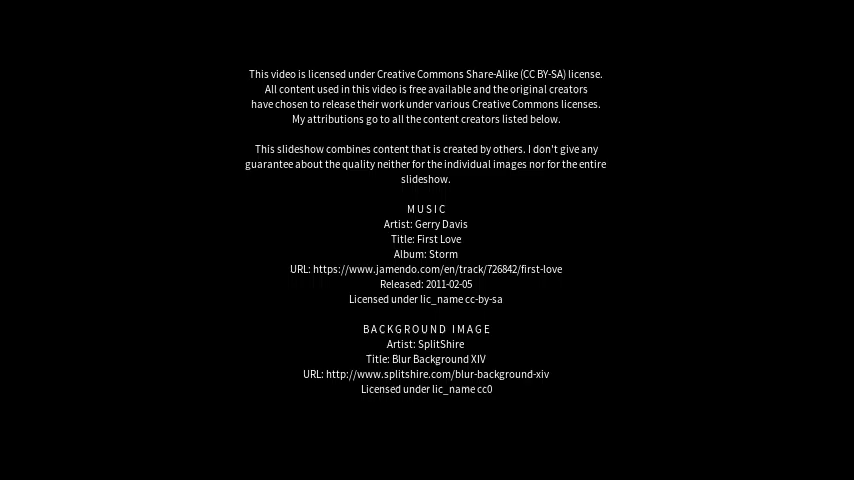 This video is licensed under Creative Commons Share-Alike (CC BY-SA) license.
All content used in this video is free available and the original creators
have chosen to release their work under various Creative Commons licenses.
My attributions go to all the content creators listed below.
This slideshow combines content that is created by others. I don't give any
guarantee about the quality neither for the individual images nor for the entire
slideshow.
MUSIC
Artist: Gerry Davis
Title: First Love
Album: Storm
URL: https://www.jamendo.com/en/track/726842/first-love
Released: 2011-02-05
Licensed under lic_name cc-by-sa
BACKGROUND IMAGE
Artist: SplitShire
Title: Blur Background XIV
URL: http://www.splitshire.com/blur-background-xiv
Licensed under lic_name cc0